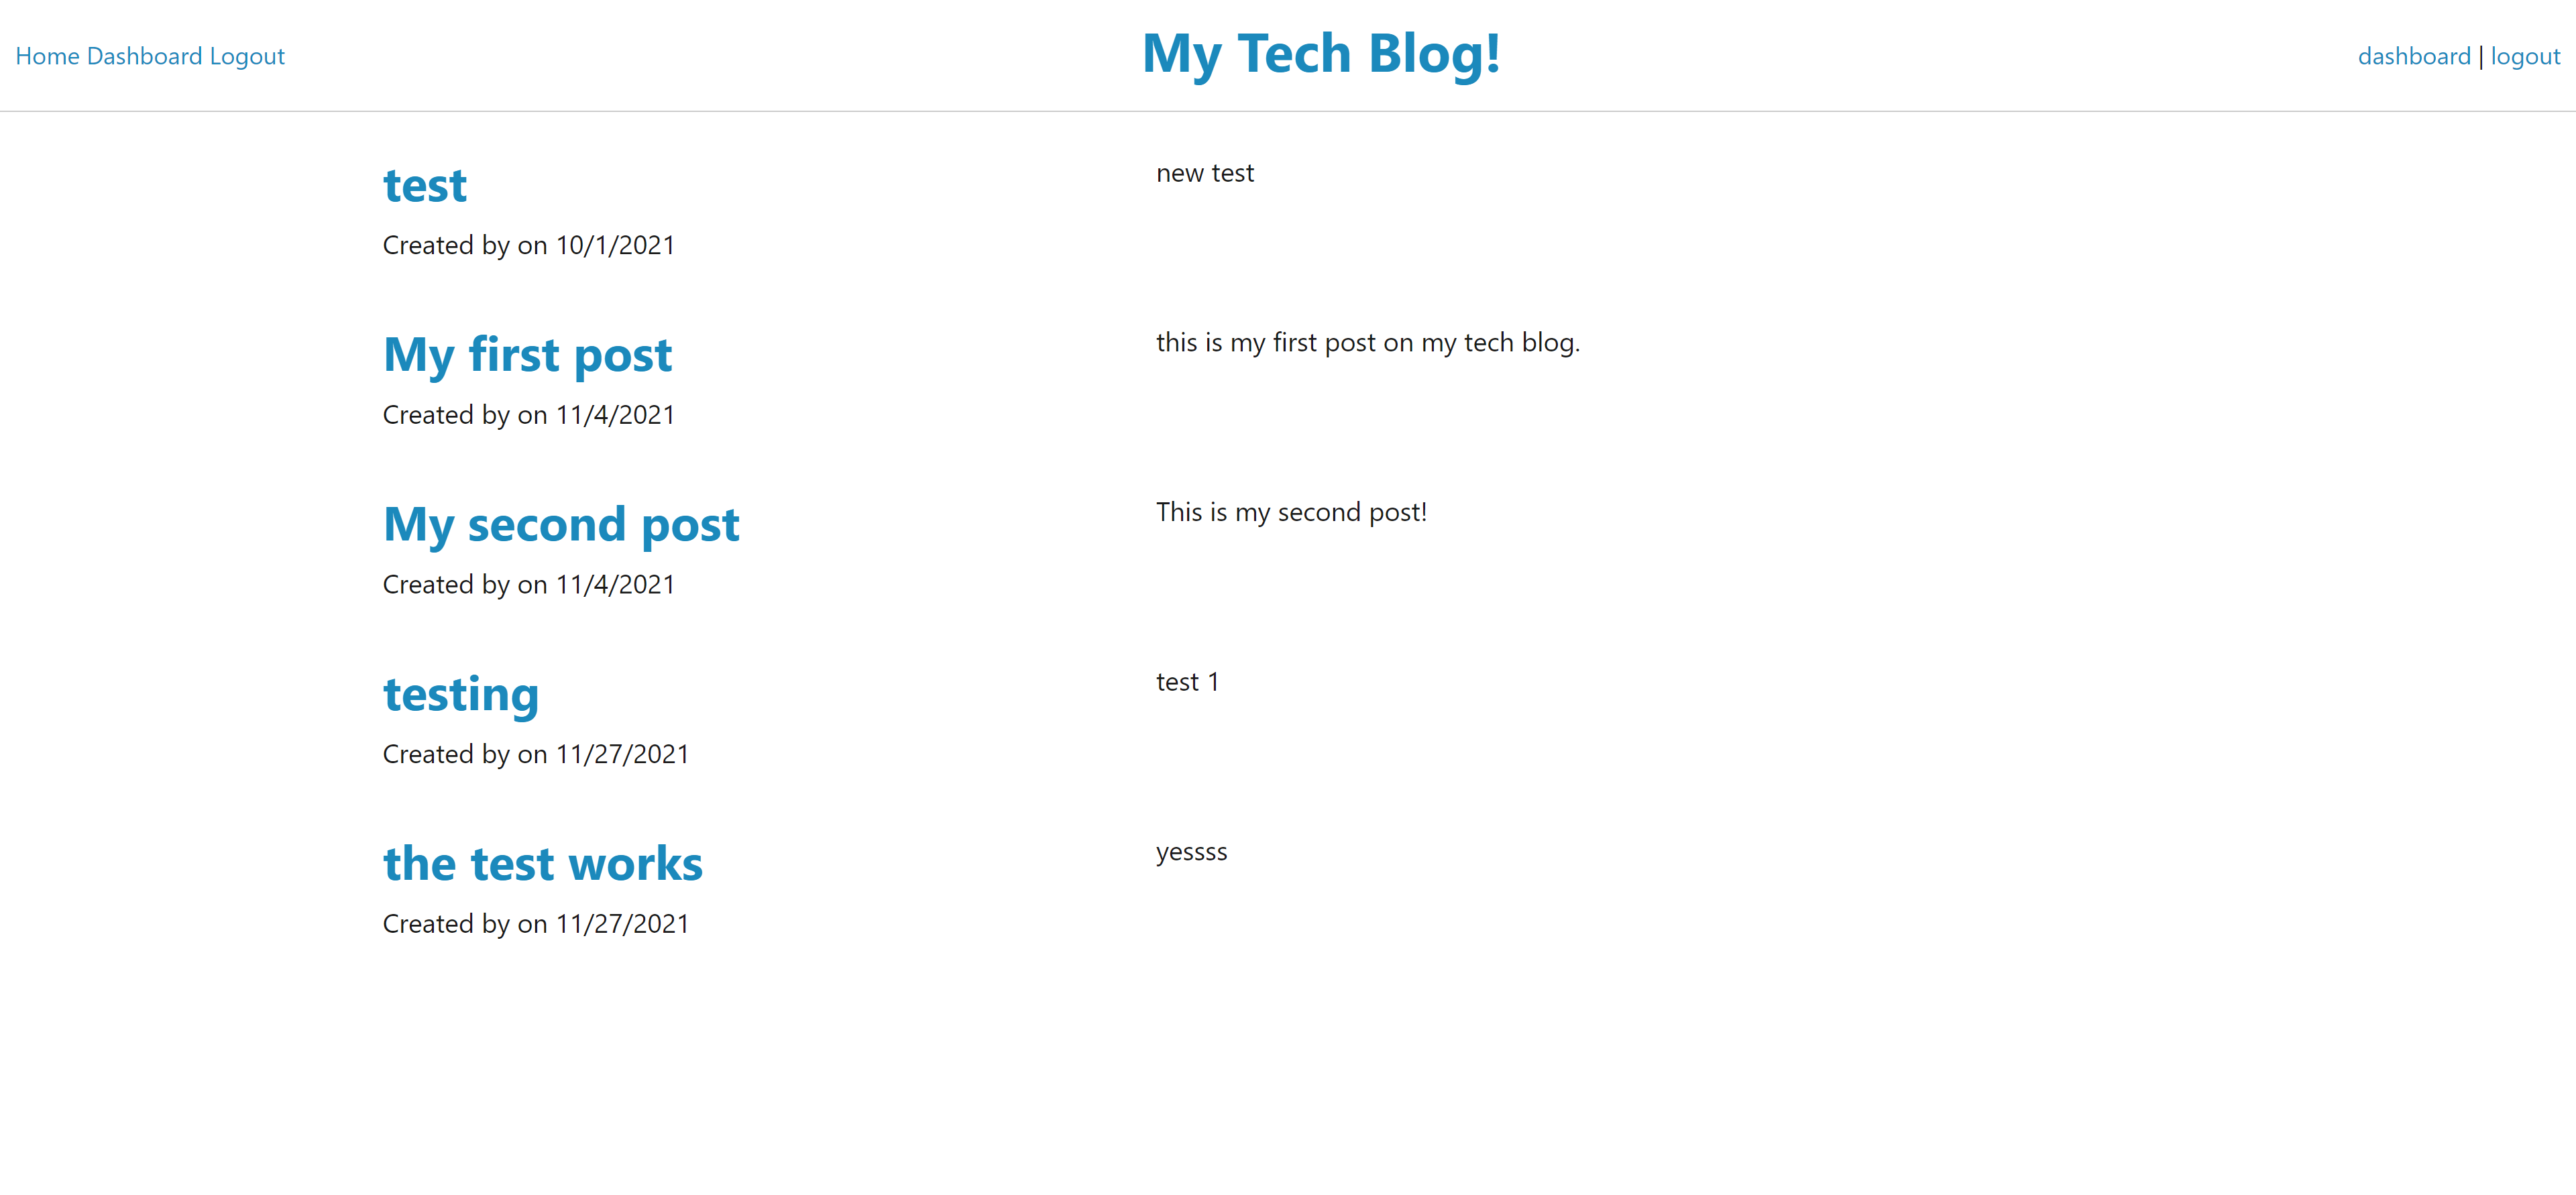 Home Dashboard Logout
My Tech Blog!
dashboard | logout
test
new test
Created by on 10/1/2021
My first post
this is my first post on my tech blog.
Created by on 11/4/2021
My second post
This is my second post!
Created by on 11/4/2021
testing
test 1
Created by on 11/27/2021
the test works
yessss
Created by on 11/27/2021